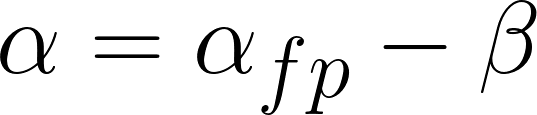 α = α_{fp} − β